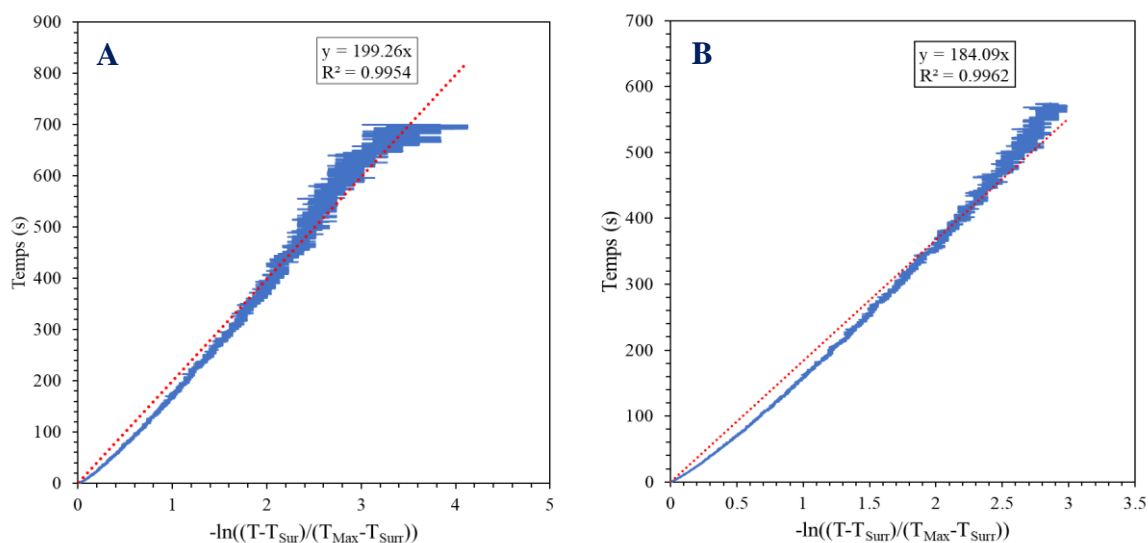 A
y = 199.26x
R² = 0.9954
Temps (s)
900
800
700
600
500
400
300
200
100
0
0 1 2 3 4 5
-ln((T-T_Sur)/(T_Max-T_Surr))
B
y = 184.09x
R² = 0.9962
Temps (s)
700
600
500
400
300
200
100
0
0 0.5 1 1.5 2 2.5 3 3.5
-ln((T-T_Surr)/(T_Max-T_Surr))